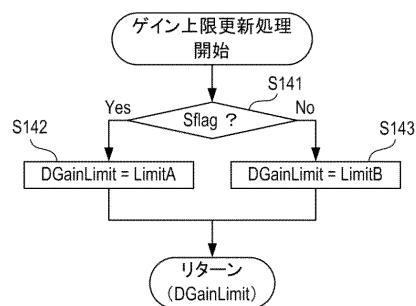 ゲイン上限更新処理
開始
S141
Yes
Sflag ?
No
S142
S143
DGainLimit = LimitA
DGainLimit = LimitB
リターン
(DGainLimit)